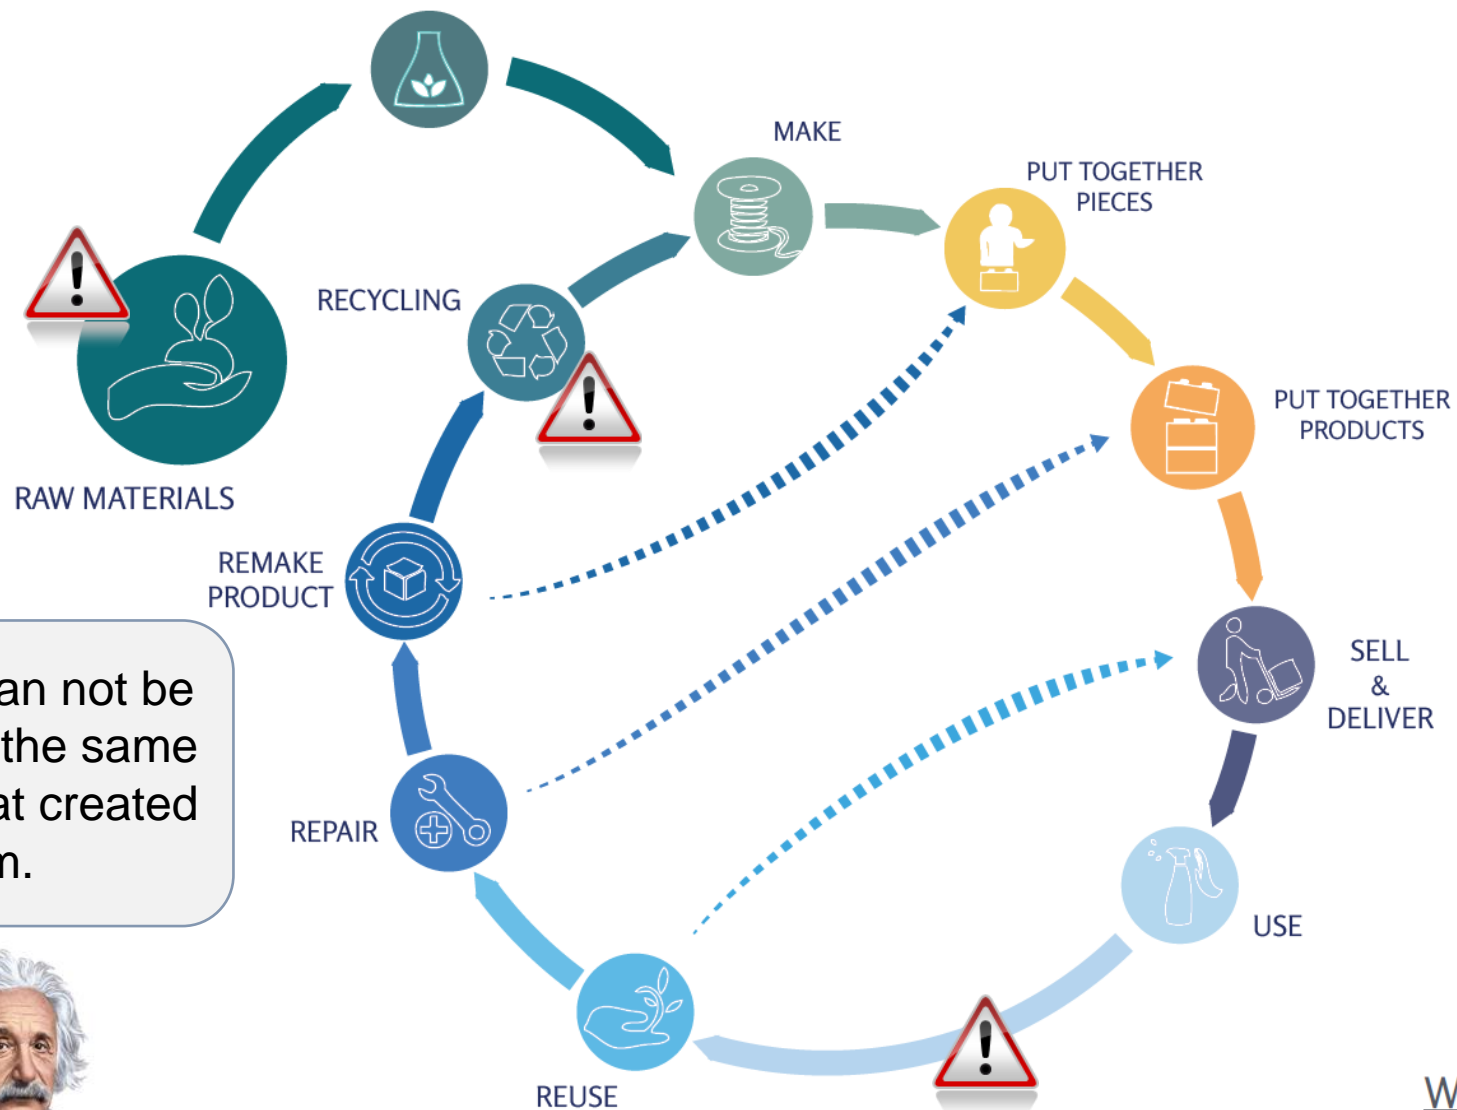 MAKE
PUT TOGETHER
PIECES
RECYCLING
PUT TOGETHER
PRODUCTS
RAW MATERIALS
REMAKE
PRODUCT
SELL
&
DELIVER
an not be
the same
at created
m.
REPAIR
USE
REUSE
W